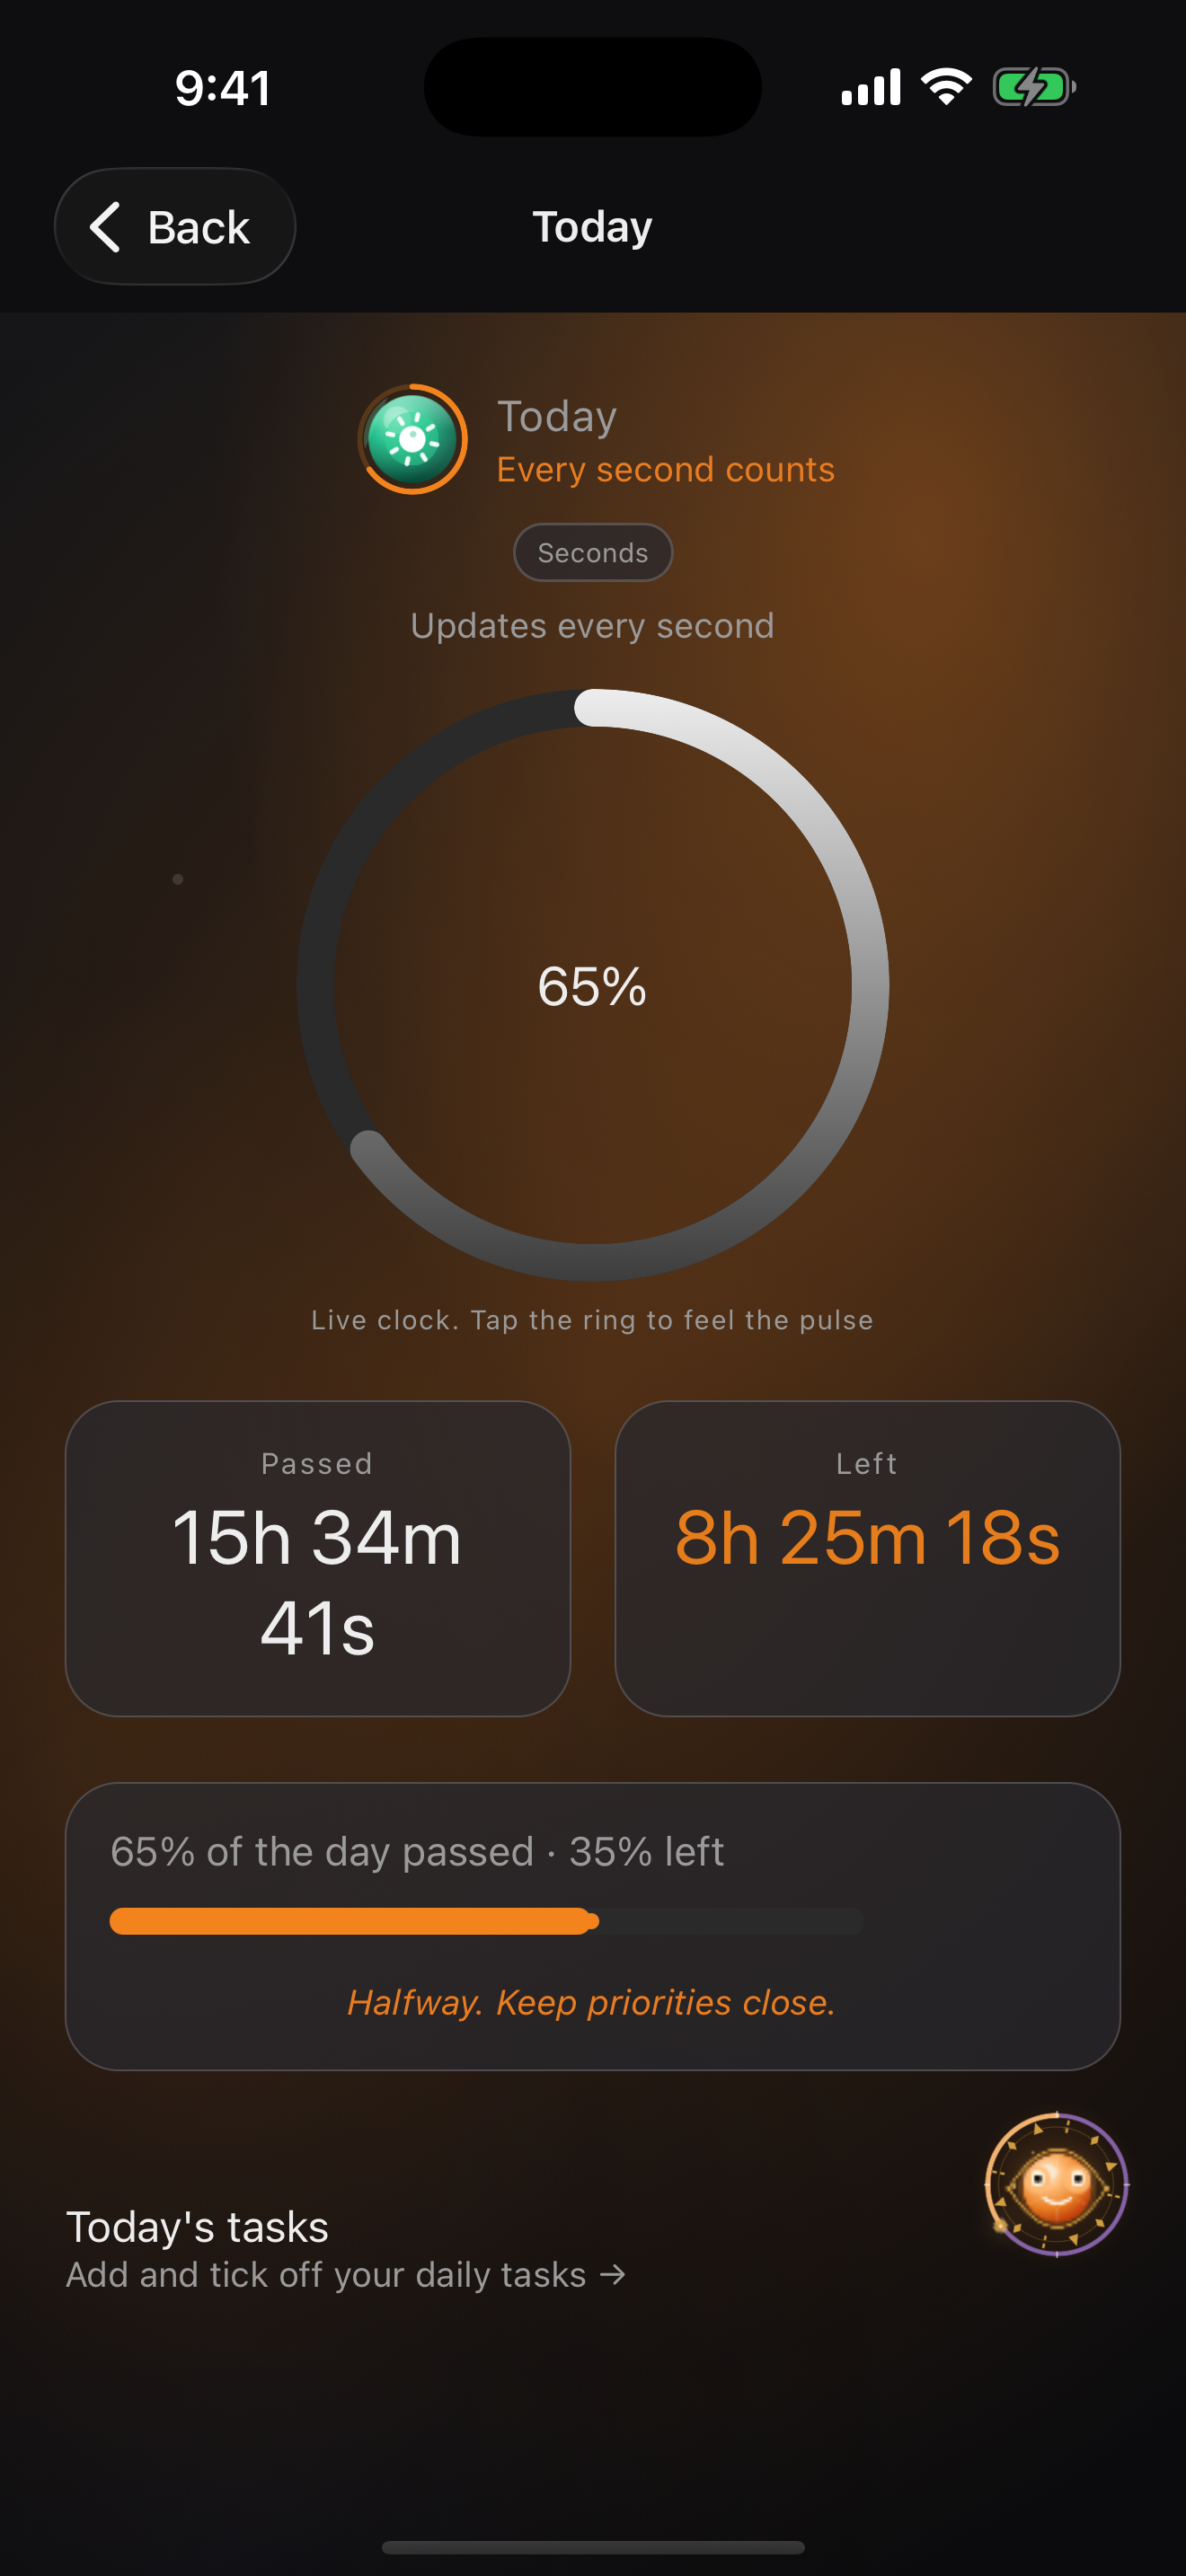 9:41
Back
Today
Today
Every second counts
Seconds
Updates every second
65%
Live clock. Tap the ring to feel the pulse
Passed
15h 34m
41s
Left
8h 25m 18s
65% of the day passed · 35% left
Halfway. Keep priorities close.
Today's tasks
Add and tick off your daily tasks →